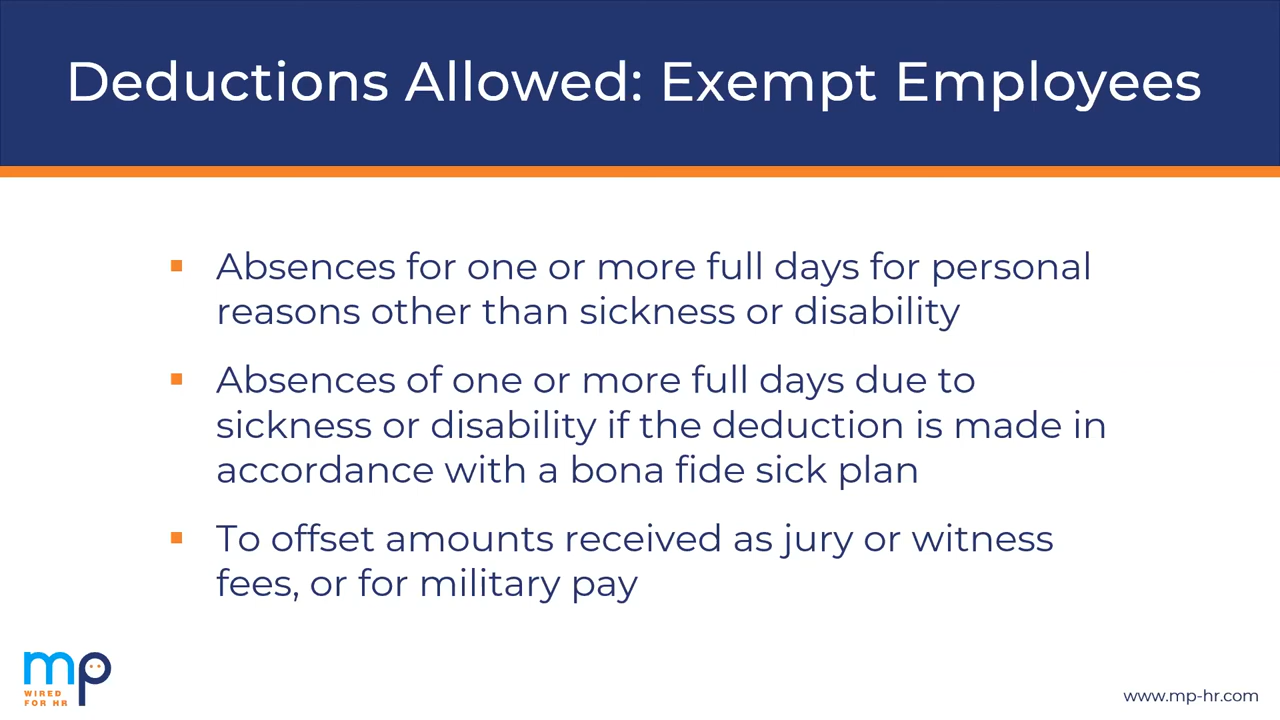 Deductions Allowed: Exempt Employees
Absences for one or more full days for personal
reasons other than sickness or disability
Absences of one or more full days due to
sickness or disability if the deduction is made in
accordance with a bona fide sick plan
To offset amounts received as jury or witness
fees, or for military pay
mp
WIRED
FOR HR
www.mp-hr.com